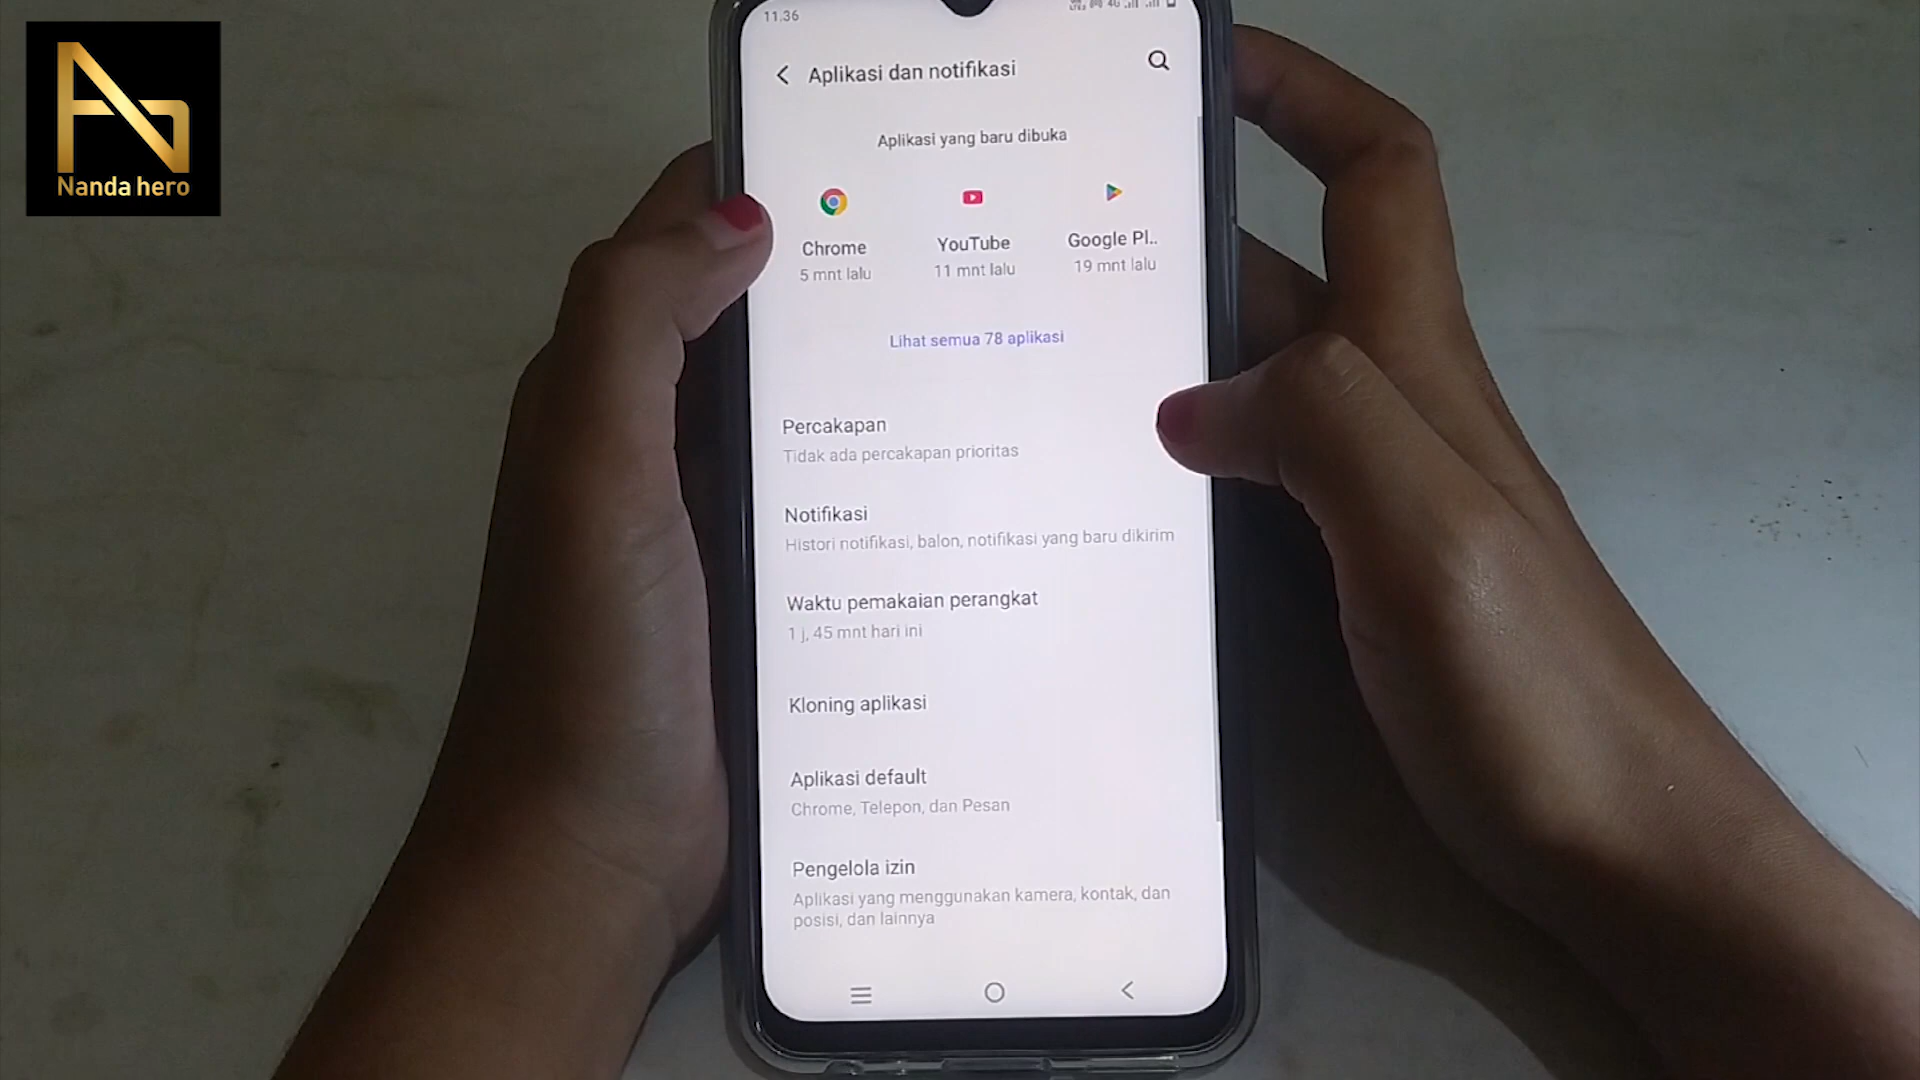 Nanda hero
11.36
Aplikasi dan notifikasi
Aplikasi yang baru dibuka
Chrome
5 mnt lalu
YouTube
11 mnt lalu
Google Pl..
19 mnt lalu
Lihat semua 78 aplikasi
Percakapan
Tidak ada percakapan prioritas
Notifikasi
Histori notifikasi, balon, notifikasi yang baru dikirim
Waktu pemakaian perangkat
1 j, 45 mnt hari ini
Kloning aplikasi
Aplikasi default
Chrome, Telepon, dan Pesan
Pengelola izin
Aplikasi yang menggunakan kamera, kontak, dan
posisi, dan lainnya